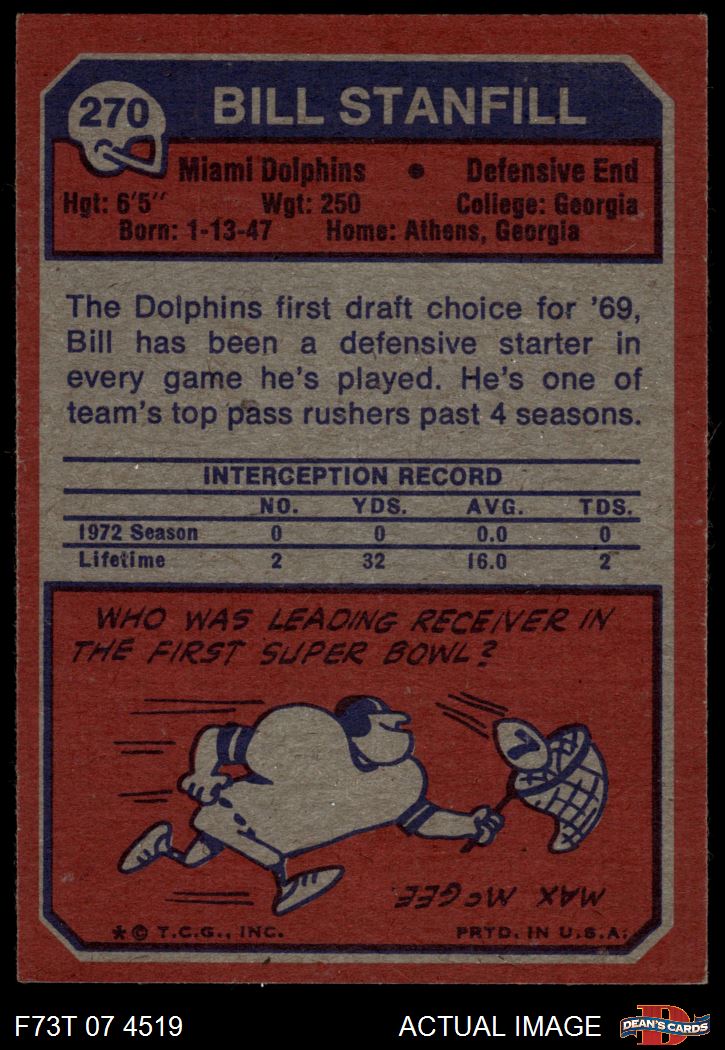 270
BILL STANFILL
Miami Dolphins • Defensive End
Hgt: 6'5" Wgt: 250 College: Georgia
Born: 1-13-47 Home: Athens, Georgia
The Dolphins first draft choice for '69,
Bill has been a defensive starter in
every game he's played. He's one of
team's top pass rushers past 4 seasons.
INTERCEPTION RECORD
NO. YDS. AVG. TDS.
1972 Season 0 0 0.0 0
Lifetime 2 32 16.0 2
WHO WAS LEADING RECEIVER IN
THE FIRST SUPER BOWL?
7
MAX
McGEE
* © T.C.G., INC. PRTD. IN U.S.A.
F73T 07 4519 ACTUAL IMAGE
D
DEAN'S CARDS